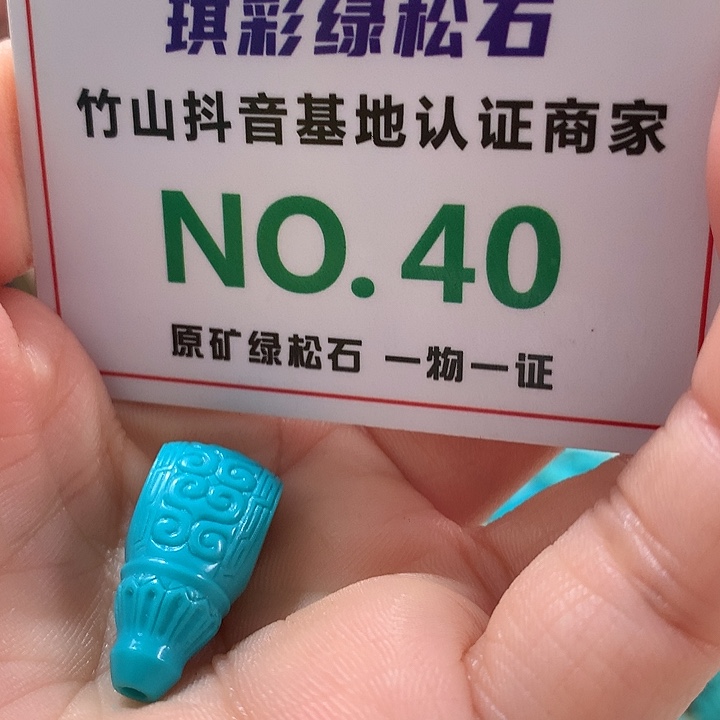 琪彩绿松石
竹山抖音基地认证商家
NO.40
原矿绿松石 一物一证